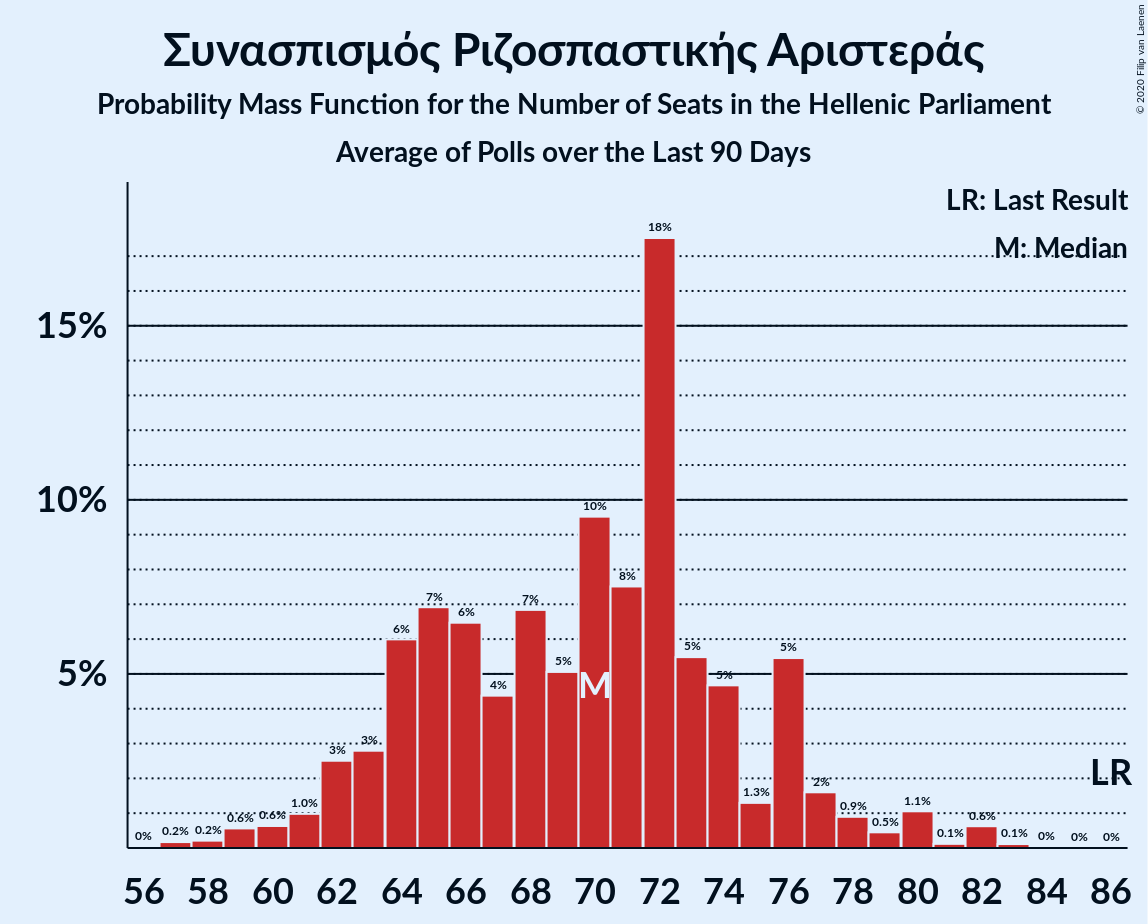 Συνασπισμός Ριζοσπαστικής Αριστεράς
Probability Mass Function for the Number of Seats in the Hellenic Parliament
Average of Polls over the Last 90 Days
© 2020 Filip van Laenen
LR: Last Result
M: Median
15%
10%
5%
0% 0.2% 0.2% 0.6% 0.6% 1.0% 3% 3% 6% 7% 6% 4% 7% 5% 10% 8% 18% 5% 5% 1.3% 5% 2% 0.9% 0.5% 1.1% 0.1% 0.6% 0.1% 0% 0% 0%
M
LR
56 58 60 62 64 66 68 70 72 74 76 78 80 82 84 86